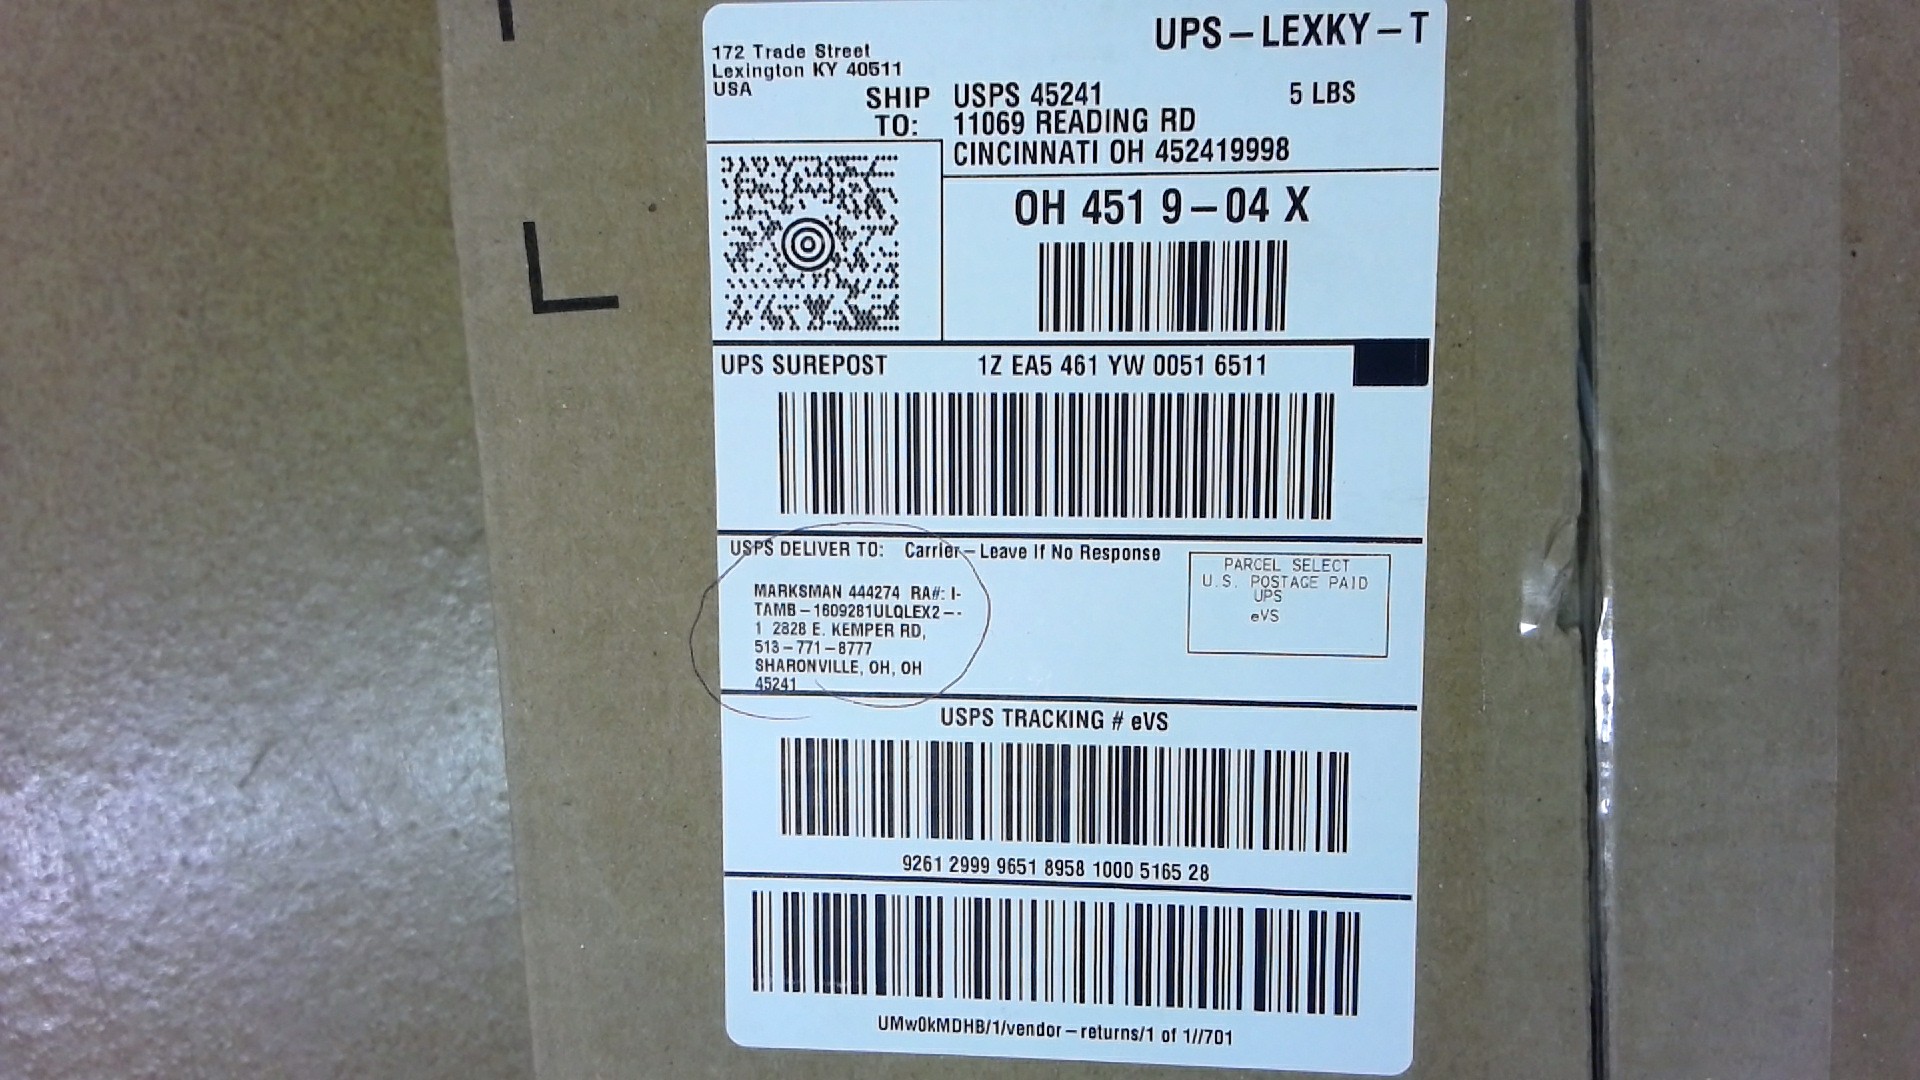 UPS-LEXKY-T
172 Trade Street
Lexington KY 40511
USA
5 LBS
SHIP TO:
USPS 45241
11069 READING RD
CINCINNATI OH 452419998
OH 451 9-04 X
UPS SUREPOST 1Z EA5 461 YW 0051 6511
USPS DELIVER TO: Carrier-Leave If No Response
MARKSMAN 444274 RA#: I-
TAMB-1609281ULQLEX2--
1 2828 E. KEMPER RD,
513-771-8777
SHARONVILLE, OH, OH
45241
PARCEL SELECT
U.S. POSTAGE PAID
UPS
eVS
USPS TRACKING # eVS
9261 2999 9651 8958 1000 5165 28
UMw0kMDHB/1/vendor-returns/1 of 1//701